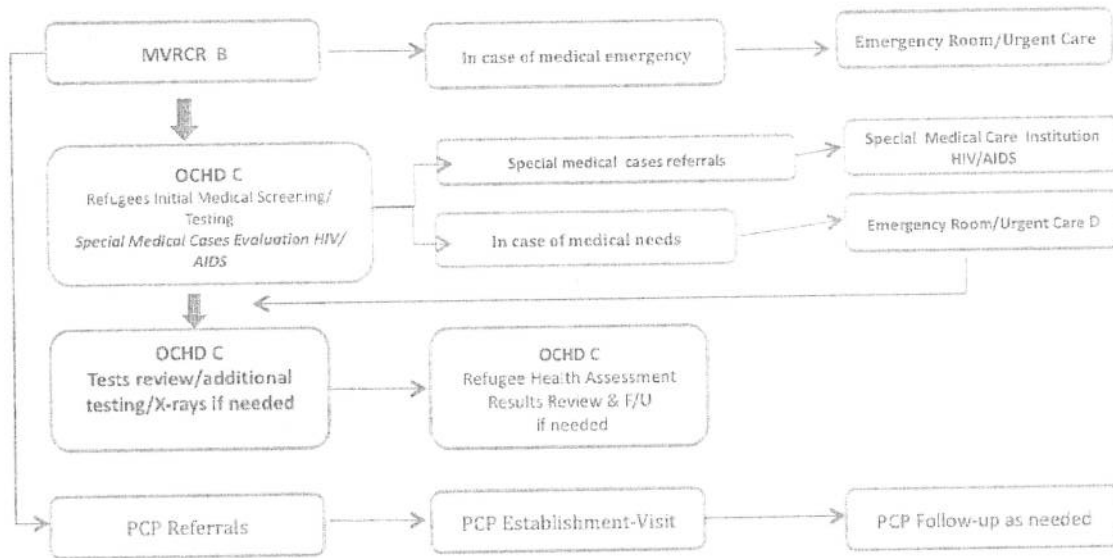 MVRCR B
In case of medical emergency
Emergency Room/Urgent Care
OCHD C
Refugees Initial Medical Screening/
Testing
Special Medical Cases Evaluation HIV/
AIDS
Special medical cases referrals
Special Medical Care Institution
HIV/AIDS
In case of medical needs
Emergency Room/Urgent Care D
OCHD C
Tests review/additional
testing/X-rays if needed
OCHD C
Refugee Health Assessment
Results Review & F/U
if needed
PCP Referrals
PCP Establishment-Visit
PCP Follow-up as needed